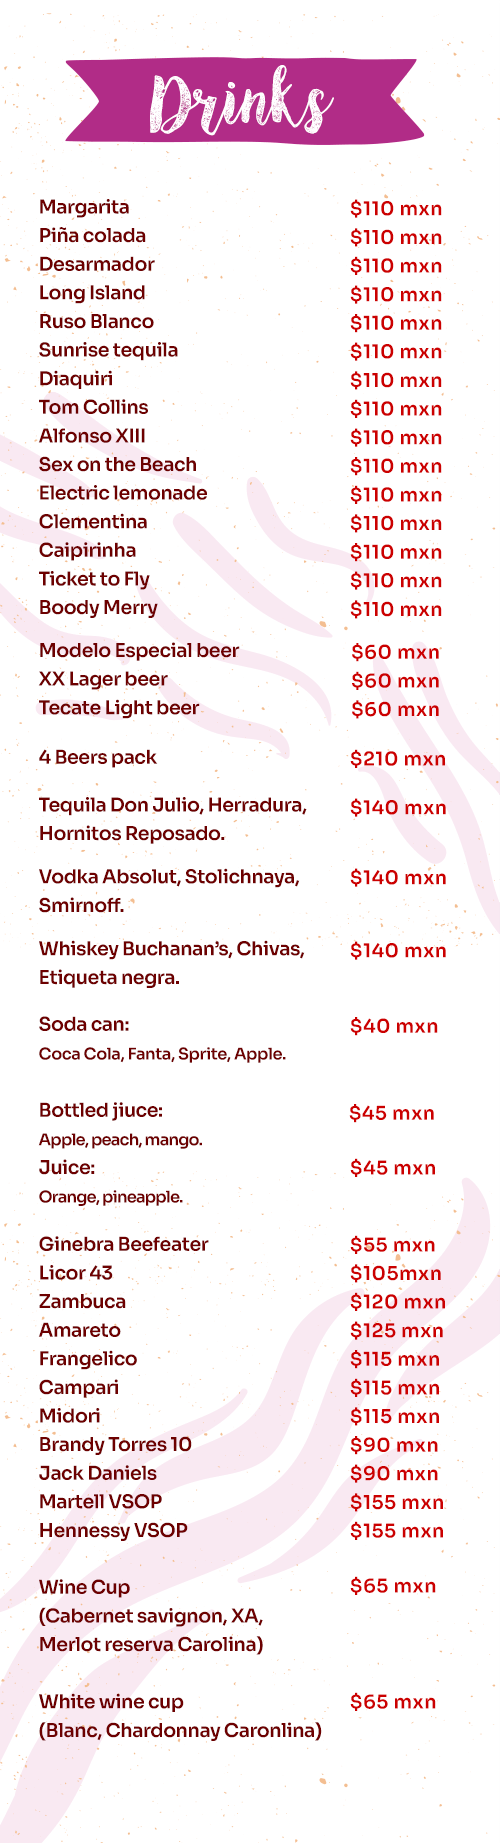 Drinks
Margarita $110 mxn
Piña colada $110 mxn
Desarmador $110 mxn
Long Island $110 mxn
Ruso Blanco $110 mxn
Sunrise tequila $110 mxn
Diaquiri $110 mxn
Tom Collins $110 mxn
Alfonso XIII $110 mxn
Sex on the Beach $110 mxn
Electric lemonade $110 mxn
Clementina $110 mxn
Caipirinha $110 mxn
Ticket to Fly $110 mxn
Boody Merry $110 mxn
Modelo Especial beer $60 mxn
XX Lager beer $60 mxn
Tecate Light beer $60 mxn
4 Beers pack $210 mxn
Tequila Don Julio, Herradura, $140 mxn
Hornitos Reposado.
Vodka Absolut, Stolichnaya, $140 mxn
Smirnoff.
Whiskey Buchanan's, Chivas, $140 mxn
Etiqueta negra.
Soda can: $40 mxn
Coca Cola, Fanta, Sprite, Apple.
Bottled jiuce: $45 mxn
Apple, peach, mango.
Juice: $45 mxn
Orange, pineapple.
Ginebra Beefeater $55 mxn
Licor 43 $105mxn
Zambuca $120 mxn
Amareto $125 mxn
Frangelico $115 mxn
Campari $115 mxn
Midori $115 mxn
Brandy Torres 10 $90 mxn
Jack Daniels $90 mxn
Martell VSOP $155 mxn
Hennessy VSOP $155 mxn
Wine Cup $65 mxn
(Cabernet savignon, XA,
Merlot reserva Carolina)
White wine cup $65 mxn
(Blanc, Chardonnay Caronlina)